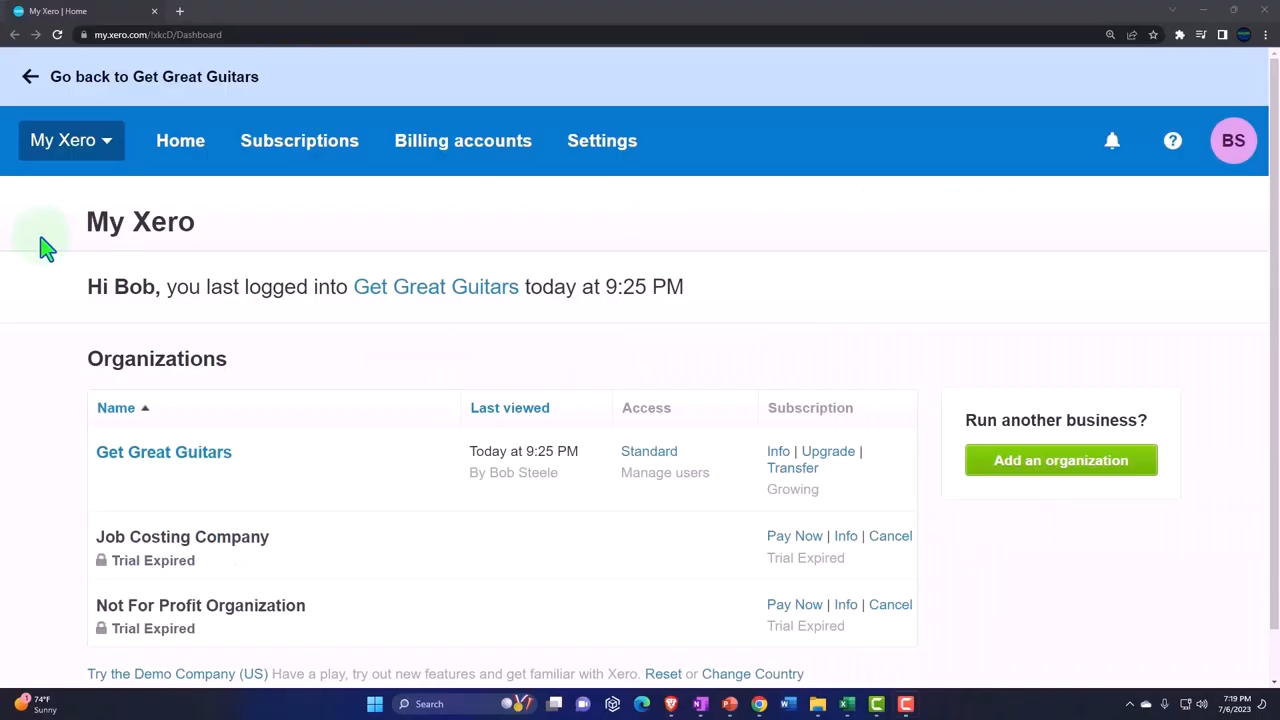 My Xero | Home
my.xero.com/!xkcD/Dashboard
Go back to Get Great Guitars
My Xero
Home
Subscriptions
Billing accounts
Settings
BS
My Xero
Hi Bob, you last logged into Get Great Guitars today at 9:25 PM
Organizations
Name
Last viewed
Access
Subscription
Get Great Guitars
Today at 9:25 PM
By Bob Steele
Standard
Manage users
Info | Upgrade |
Transfer
Growing
Run another business?
Add an organization
Job Costing Company
Trial Expired
Pay Now | Info | Cancel
Trial Expired
Not For Profit Organization
Trial Expired
Pay Now | Info | Cancel
Trial Expired
Try the Demo Company (US) Have a play, try out new features and get familiar with Xero. Reset or Change Country
74°F
Sunny
Search
7:19 PM
7/6/2023